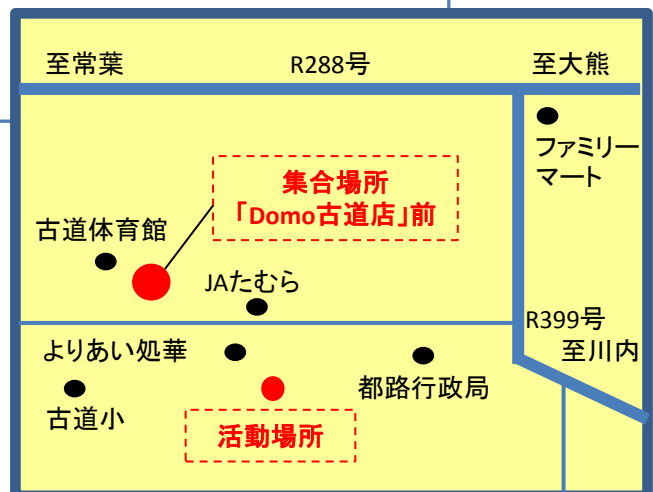 至常葉
R288号
至大熊
ファミリー
マート
集合場所
「Domo古道店」前
古道体育館
JAたむら
R399号
至川内
よりあい処華
都路行政局
古道小
活動場所